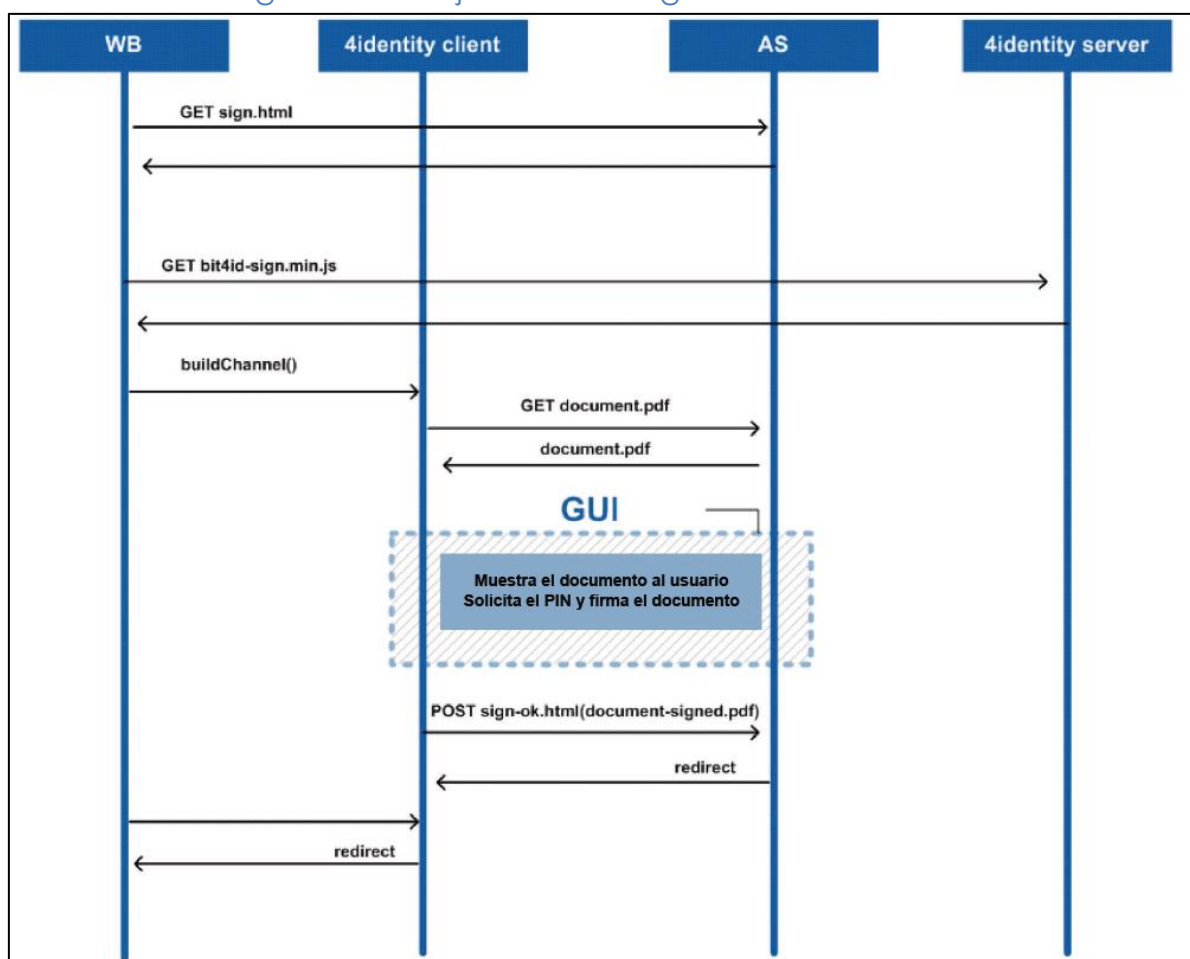 WB
4identity client
AS
4identity server
GET sign.html
GET bit4id-sign.min.js
buildChannel()
GET document.pdf
document.pdf
GUI
Muestra el documento al usuario
Solicita el PIN y firma el documento
POST sign-ok.html(document-signed.pdf)
redirect
redirect